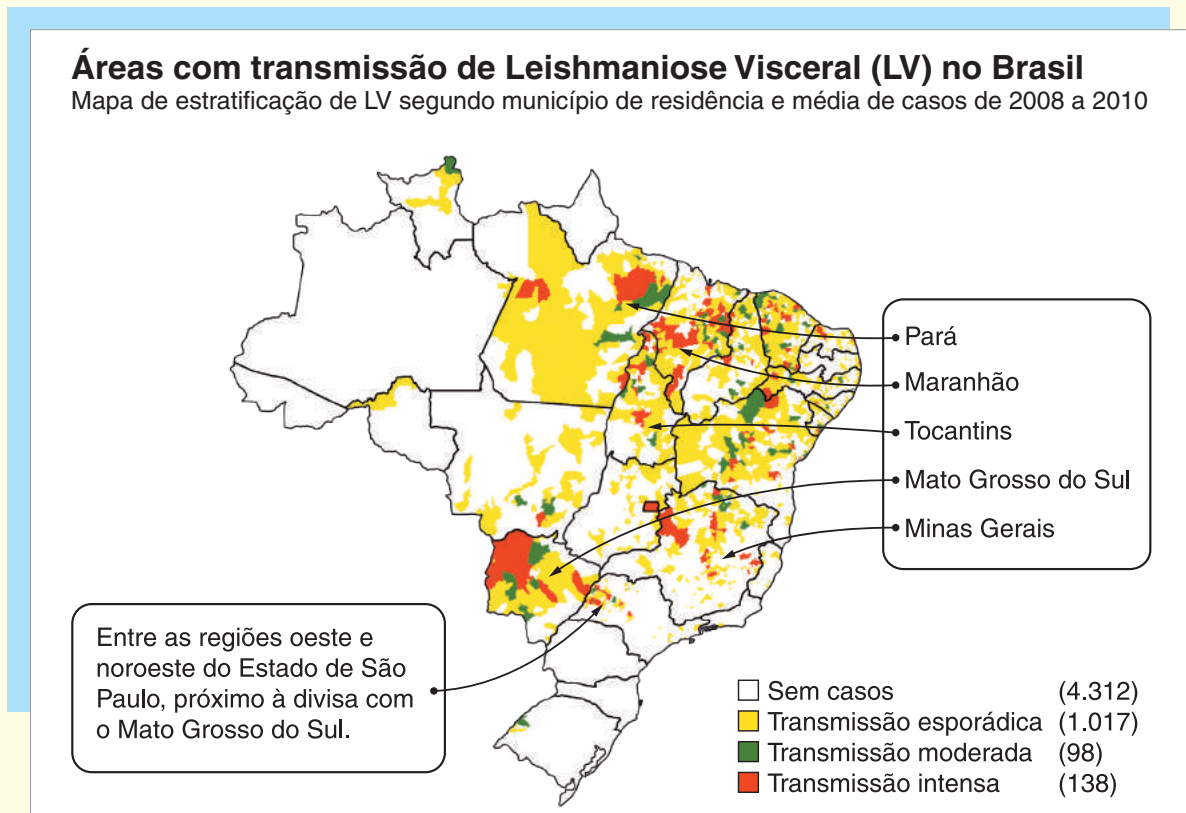 Áreas com transmissão de Leishmaniose Visceral (LV) no Brasil
Mapa de estratificação de LV segundo município de residência e média de casos de 2008 a 2010
Pará
Maranhão
Tocantins
Mato Grosso do Sul
Minas Gerais
Entre as regiões oeste e
noroeste do Estado de São
Paulo, próximo à divisa com
o Mato Grosso do Sul.
Sem casos (4.312)
Transmissão esporádica (1.017)
Transmissão moderada (98)
Transmissão intensa (138)